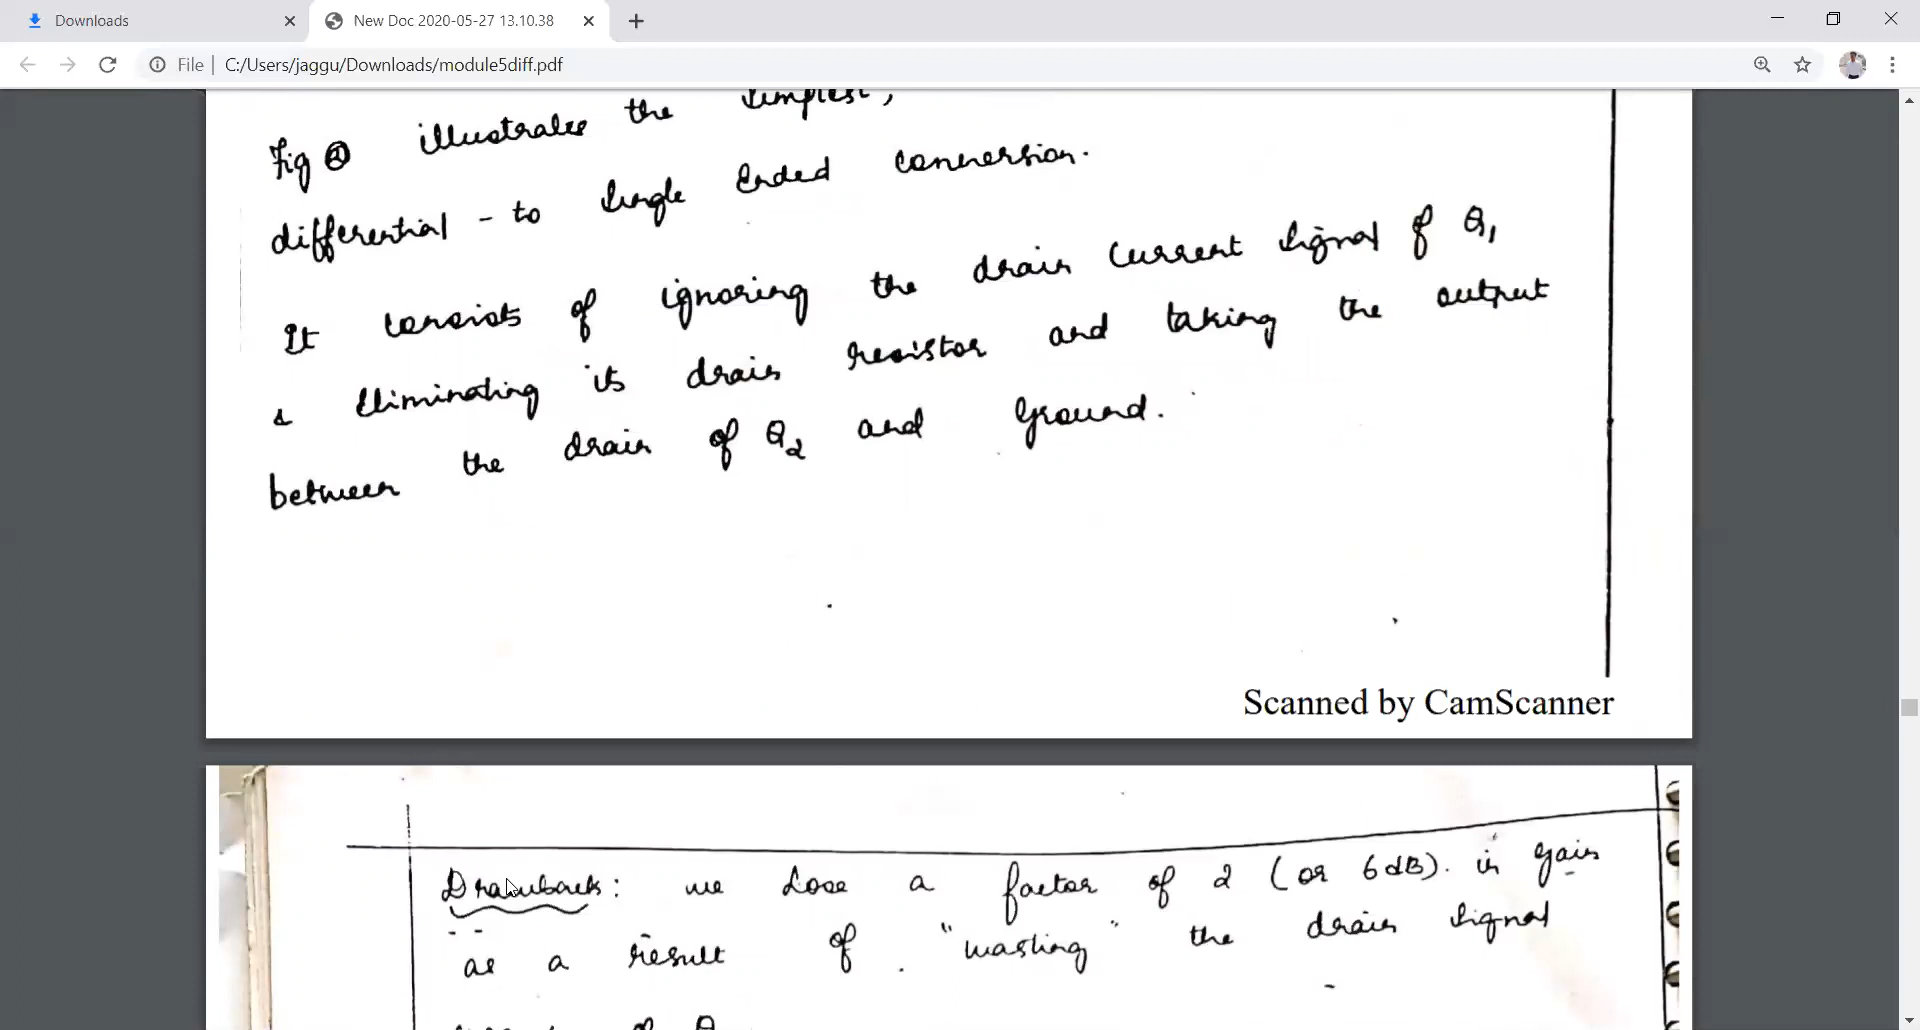 Downloads
New Doc 2020-05-27 13.10.38
File | C:/Users/jaggu/Downloads/module5diff.pdf
Fig illustrates the simplest,
differential - to single Ended conversion.
It consists of ignoring the drain current signal of Q1
& Eliminating its drain resistor and taking the output
between the drain of Q2 and Ground.
Scanned by CamScanner
Drawback: we Lose a factor of 2 (or 6dB). in gain
as a result of "wasting" the drain signal
of Q